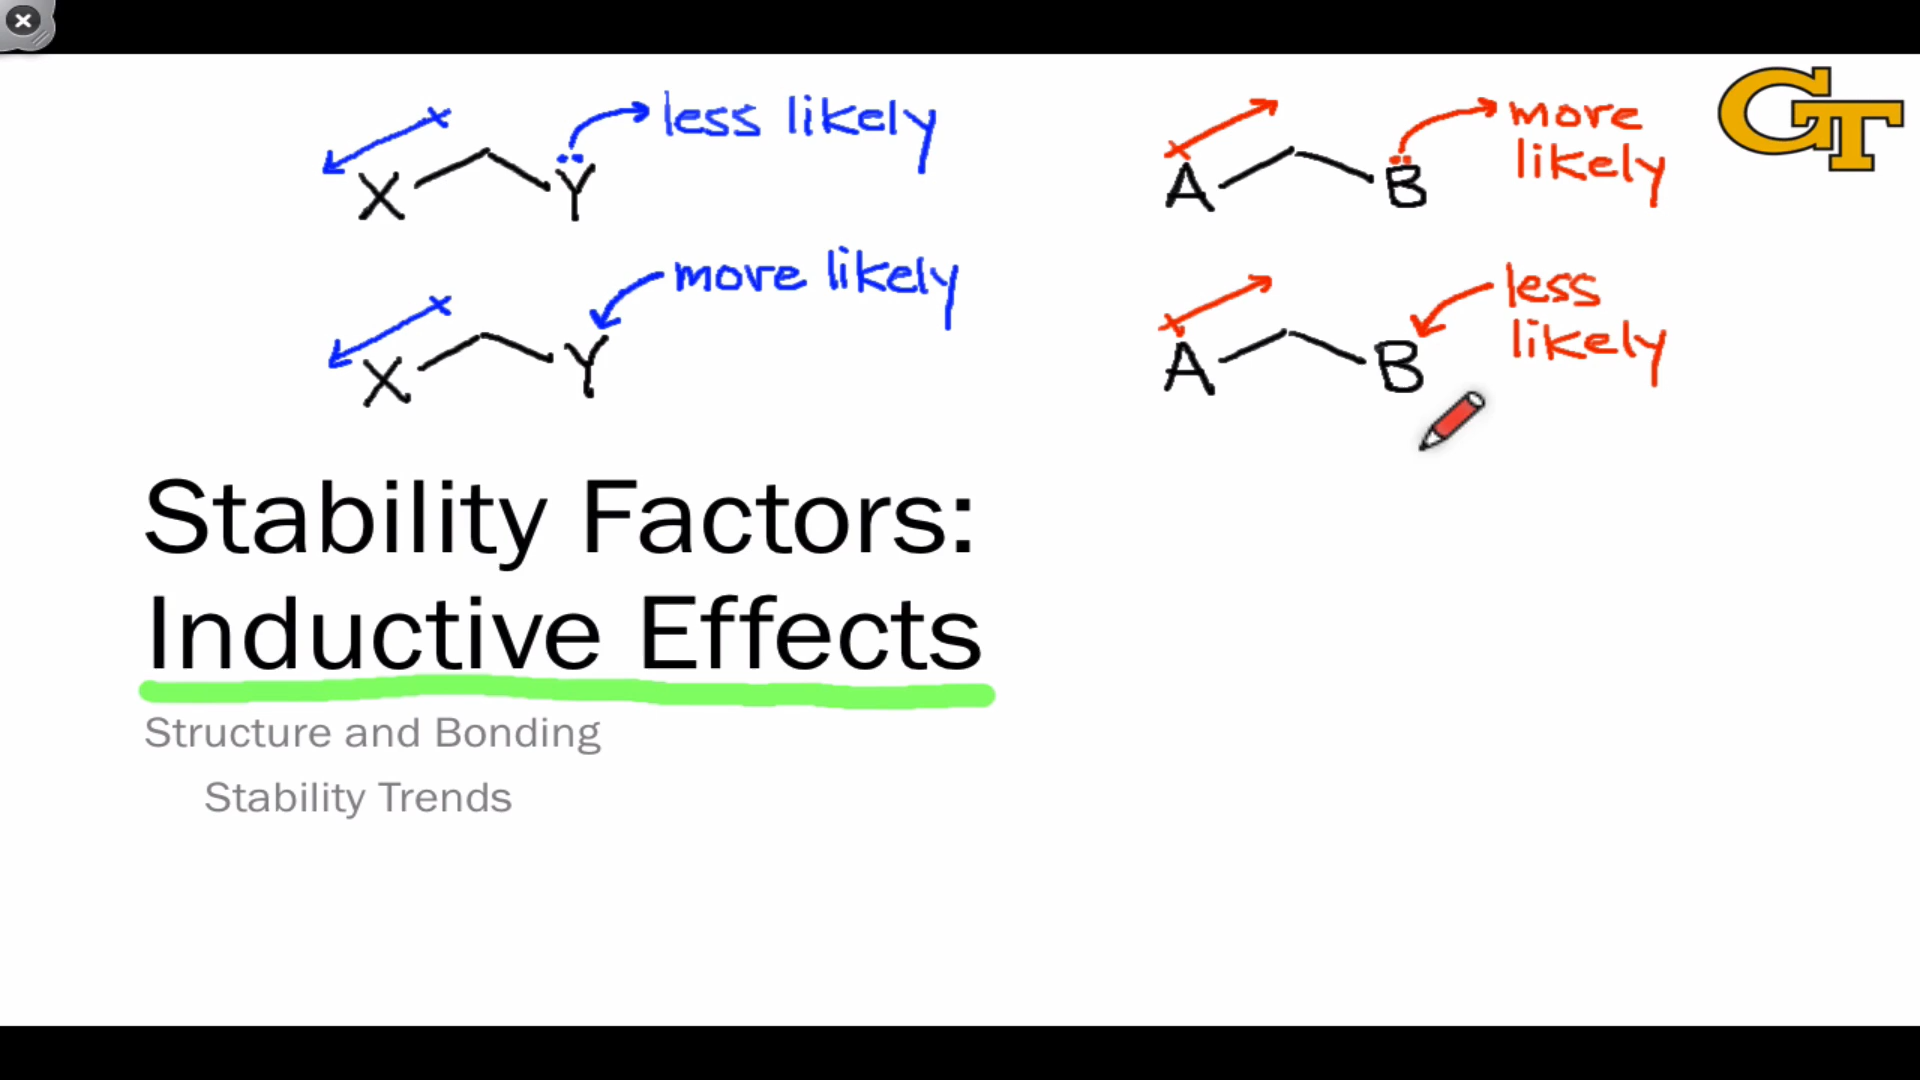 less likely
X Y
more likely
X Y
more
likely
A B
less
likely
A B
GT
Stability Factors:
Inductive Effects
Structure and Bonding
Stability Trends